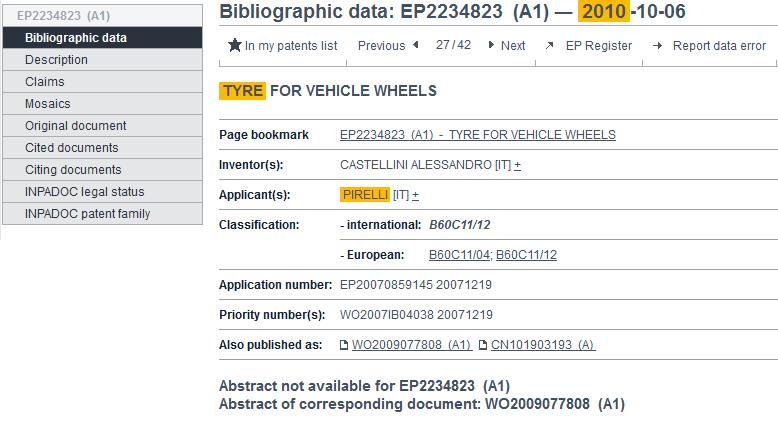 EP2234823 (A1)
Bibliographic data
Description
Claims
Mosaics
Original document
Cited documents
Citing documents
INPADOC legal status
INPADOC patent family
Bibliographic data: EP2234823 (A1) — 2010-10-06
In my patents list Previous 27/42 Next EP Register Report data error
TYRE FOR VEHICLE WHEELS
Page bookmark EP2234823 (A1) - TYRE FOR VEHICLE WHEELS
Inventor(s): CASTELLINI ALESSANDRO [IT] +
Applicant(s): PIRELLI [IT] +
Classification: - international: B60C11/12
- European: B60C11/04; B60C11/12
Application number: EP20070859145 20071219
Priority number(s): WO2007IB04038 20071219
Also published as: WO2009077808 (A1) CN101903193 (A)
Abstract not available for EP2234823 (A1)
Abstract of corresponding document: WO2009077808 (A1)